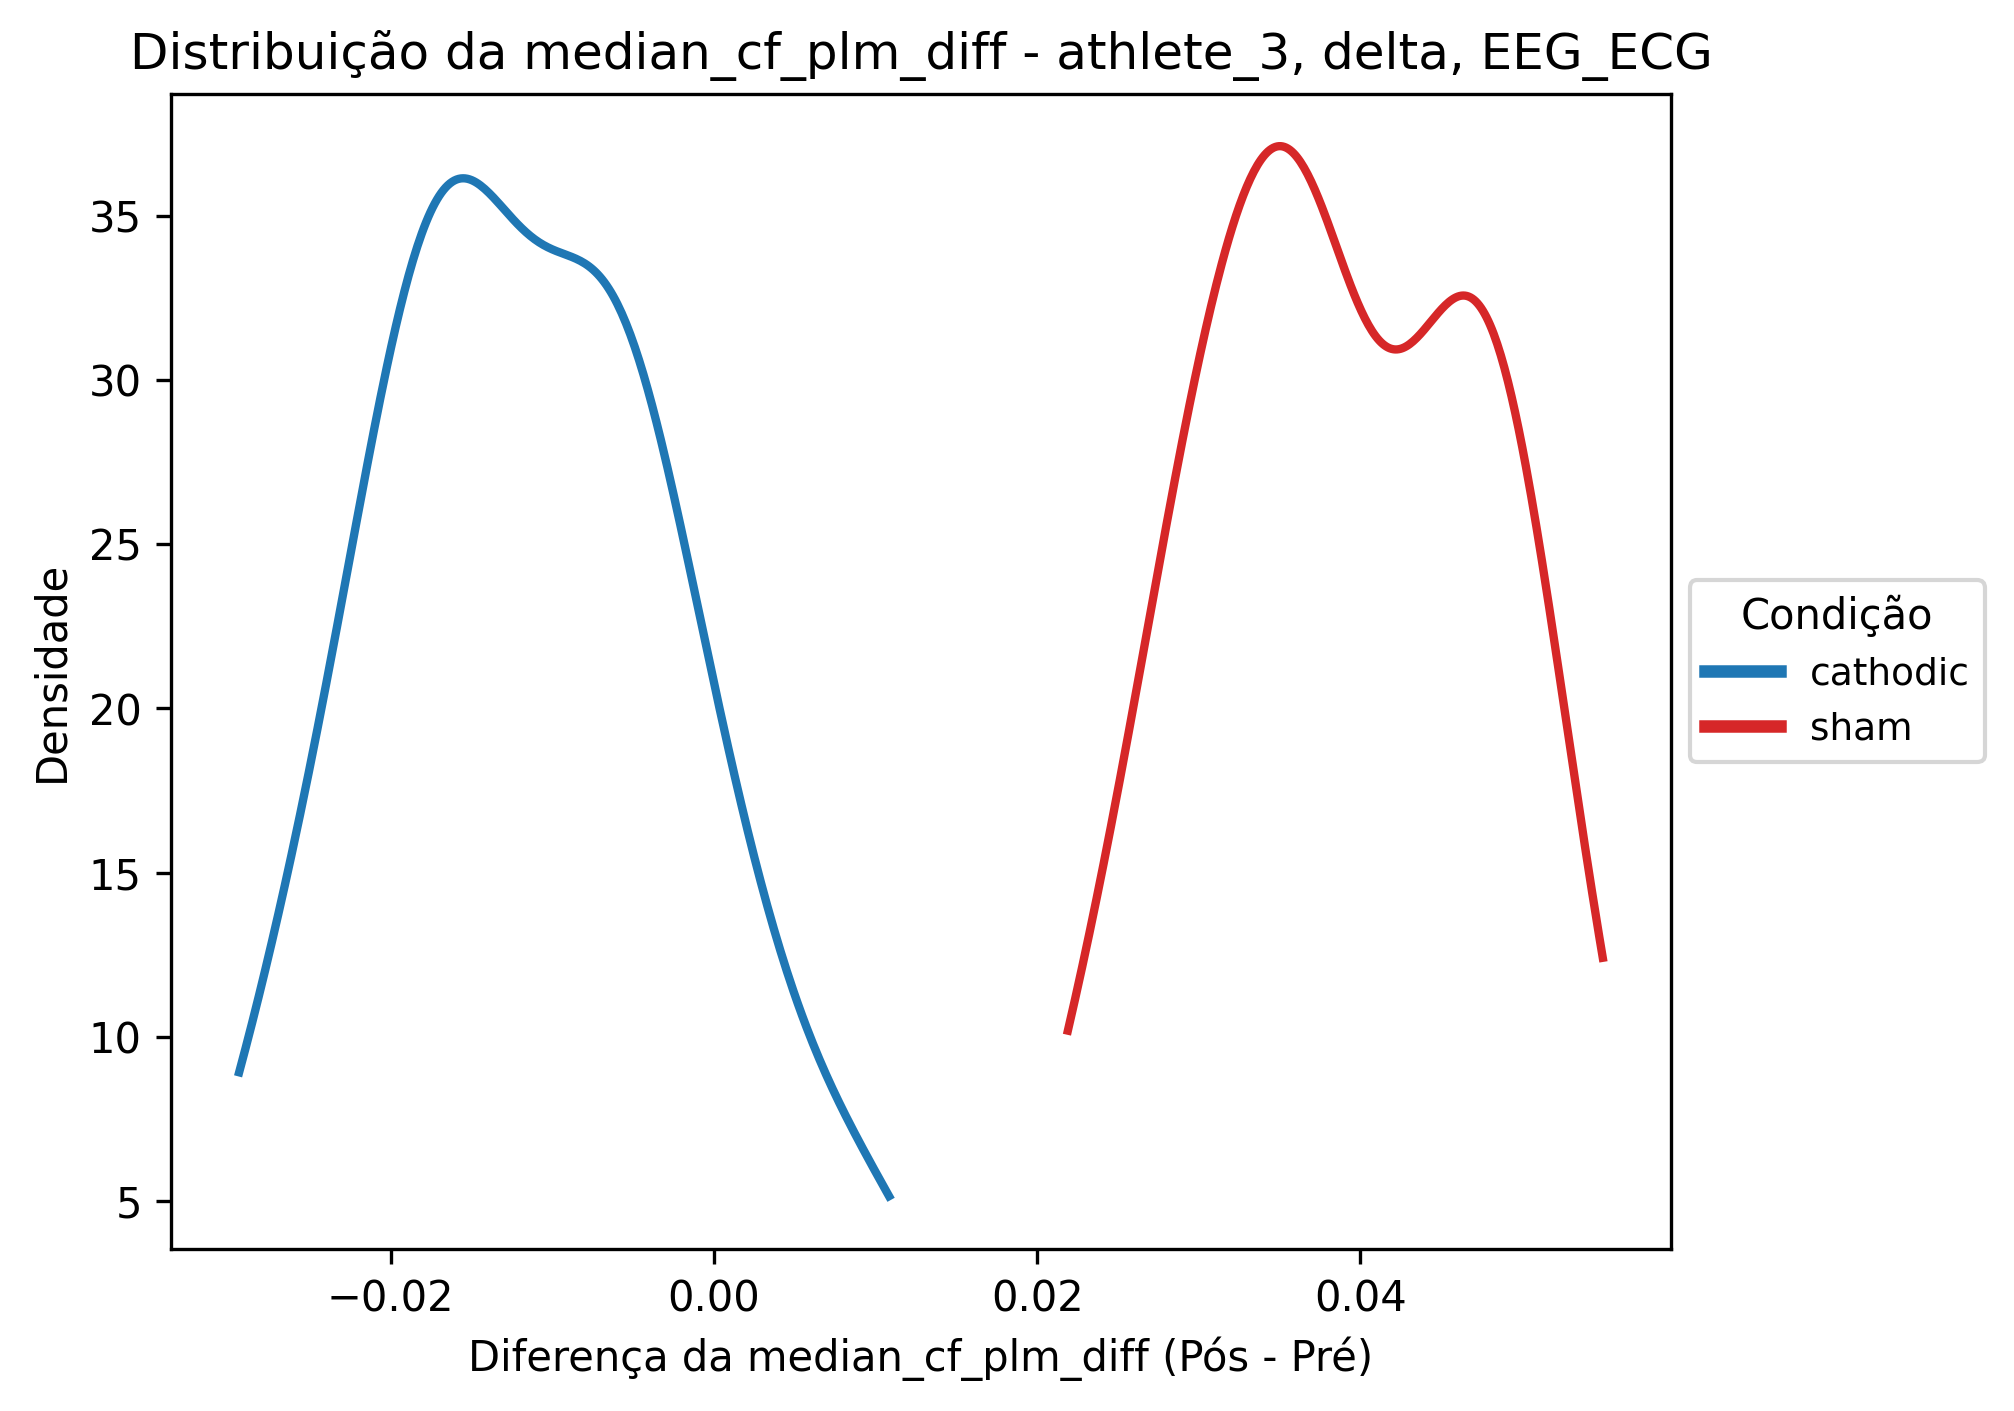 Distribuição da median_cf_plm_diff - athlete_3, delta, EEG_ECG
Densidade
35
30
25
20
15
10
5
−0.02
0.00
0.02
0.04
Diferença da median_cf_plm_diff (Pós - Pré)
Condição
cathodic
sham